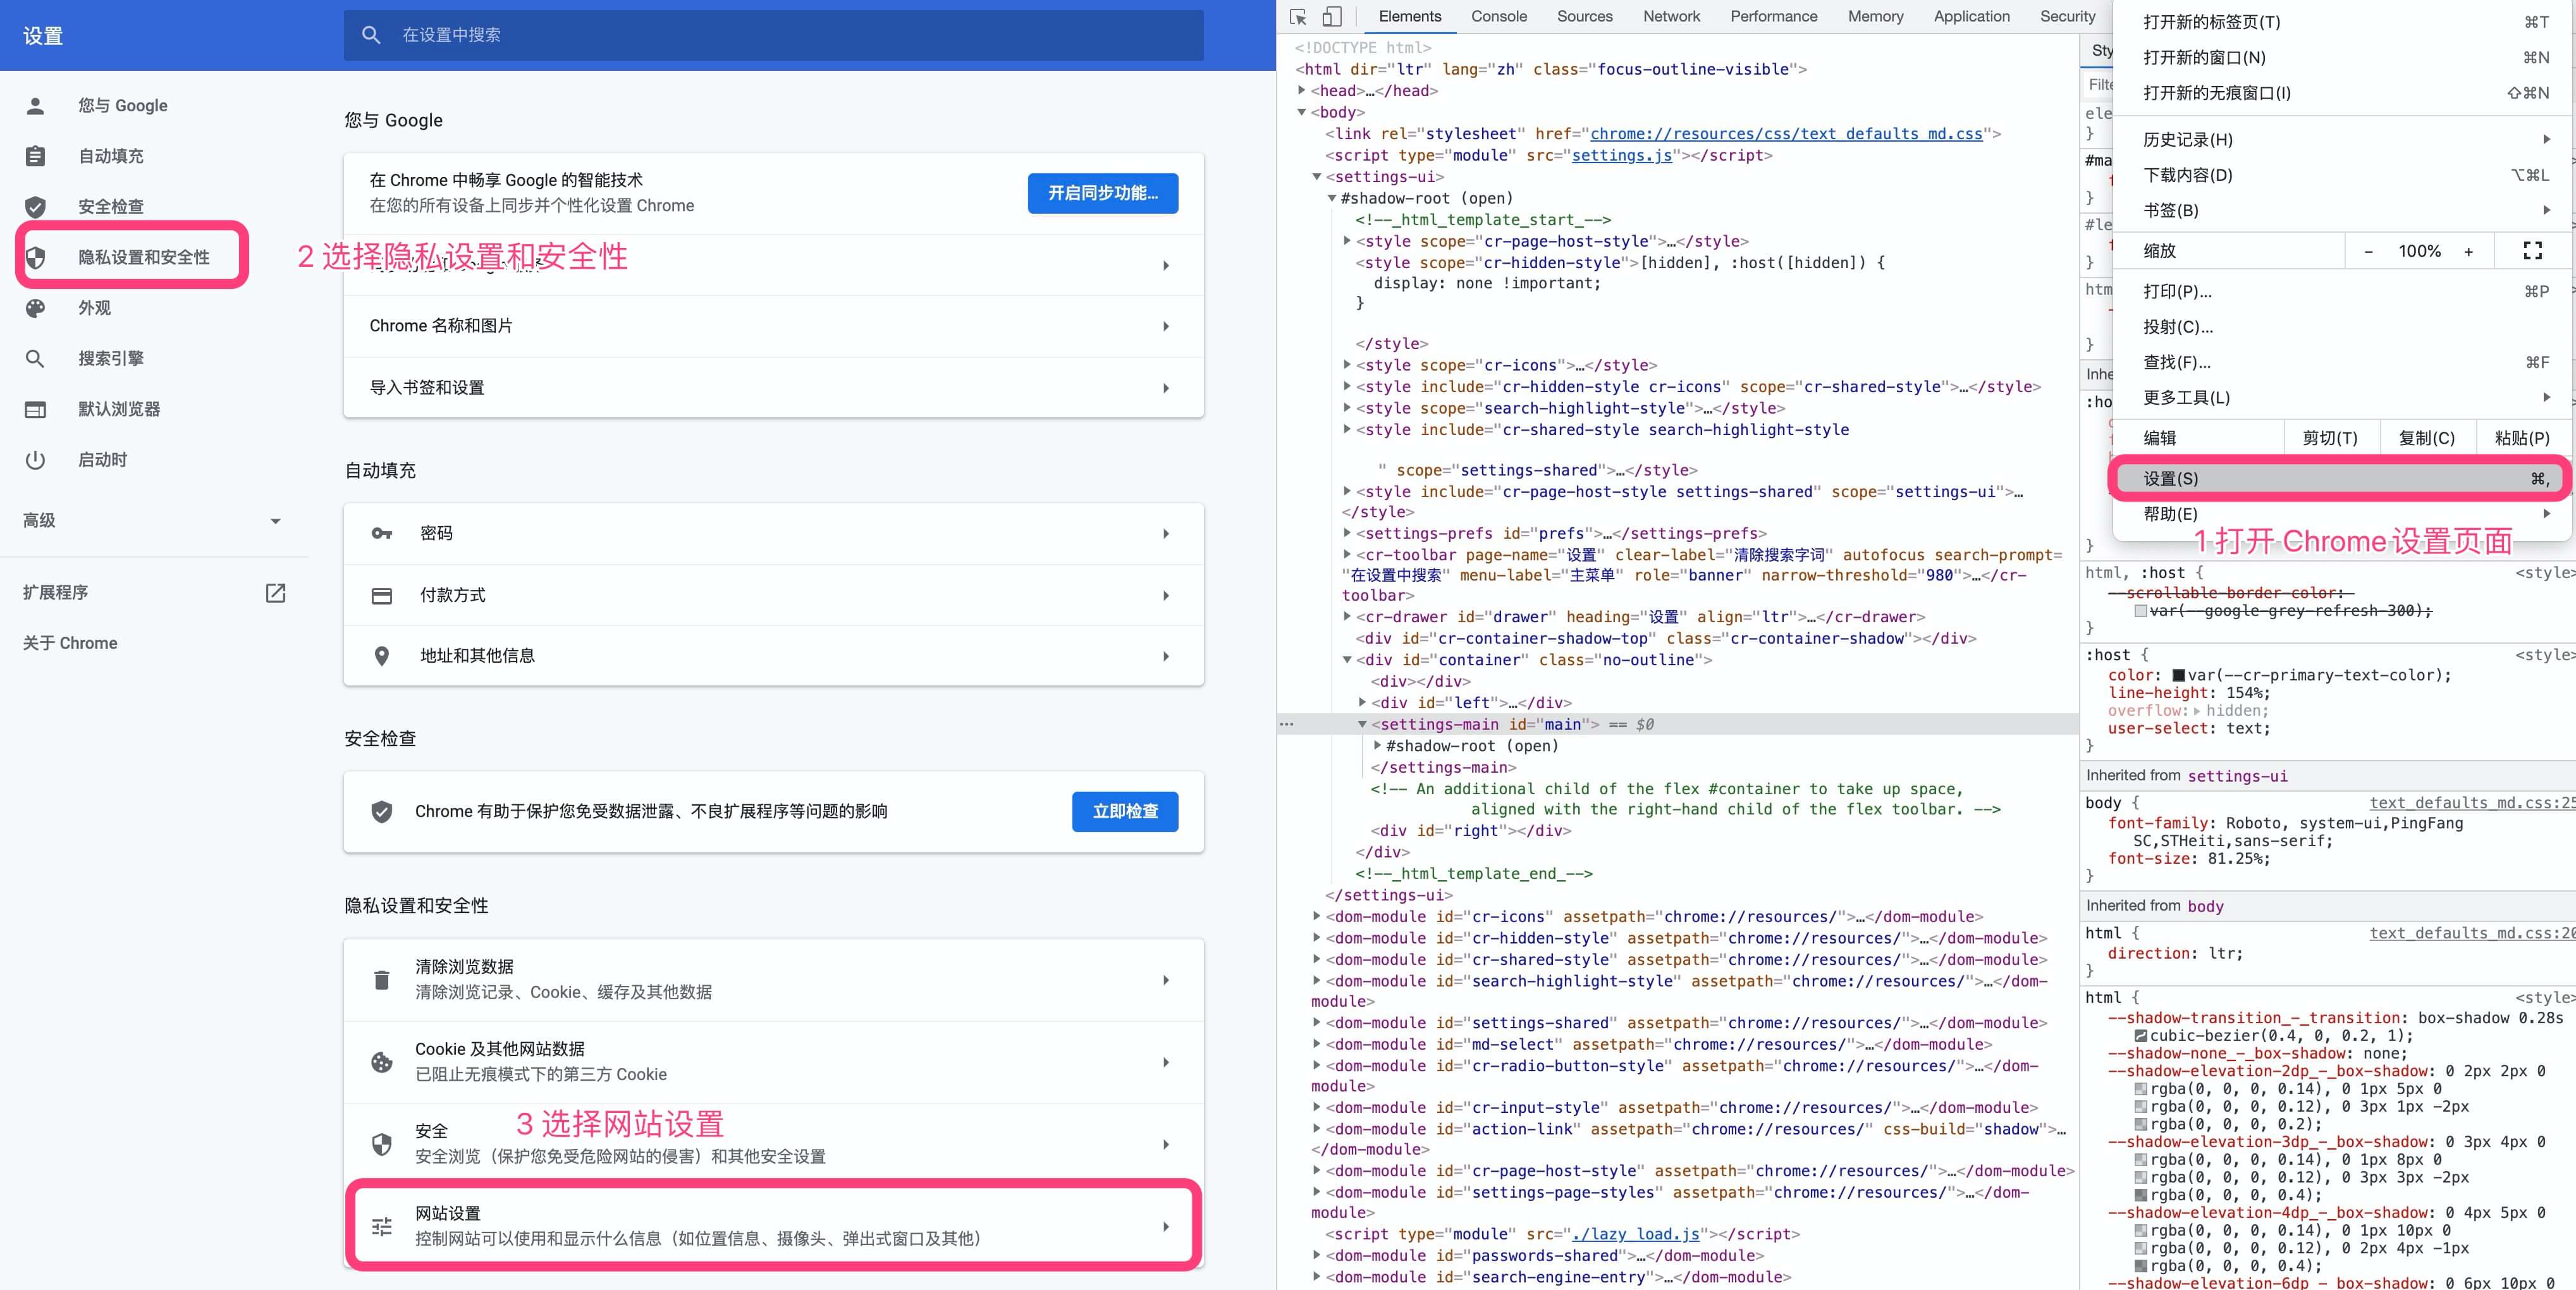 设置
在设置中搜索
您与 Google
自动填充
安全检查
隐私设置和安全性
外观
搜索引擎
默认浏览器
启动时
高级
扩展程序
关于 Chrome
您与 Google
在 Chrome 中畅享 Google 的智能技术
在您的所有设备上同步并个性化设置 Chrome
开启同步功能...
2 选择隐私设置和安全性
Chrome 名称和图片
导入书签和设置
自动填充
密码
付款方式
地址和其他信息
安全检查
Chrome 有助于保护您免受数据泄露、不良扩展程序等问题的影响
立即检查
隐私设置和安全性
清除浏览数据
清除浏览记录、Cookie、缓存及其他数据
Cookie 及其他网站数据
已阻止无痕模式下的第三方 Cookie
3 选择网站设置
安全
安全浏览（保护您免受危险网站的侵害）和其他安全设置
网站设置
控制网站可以使用和显示什么信息（如位置信息、摄像头、弹出式窗口及其他）
Elements Console Sources Network Performance Memory Application Security
<!DOCTYPE html>
<html dir="ltr" lang="zh" class="focus-outline-visible">
<head>…</head>
<body>
<link rel="stylesheet" href="chrome://resources/css/text_defaults_md.css">
<script type="module" src="settings.js"></script>
<settings-ui>
#shadow-root (open)
<!--_html_template_start_-->
<style scope="cr-page-host-style">…</style>
<style scope="cr-hidden-style">[hidden], :host([hidden]) {
display: none !important;
}
</style>
<style scope="cr-icons">…</style>
<style include="cr-hidden-style cr-icons" scope="cr-shared-style">…</style>
<style scope="search-highlight-style">…</style>
<style include="cr-shared-style search-highlight-style
" scope="settings-shared">…</style>
<style include="cr-page-host-style settings-shared" scope="settings-ui">…
</style>
<settings-prefs id="prefs">…</settings-prefs>
<cr-toolbar page-name="设置" clear-label="清除搜索字词" autofocus search-prompt=
"在设置中搜索" menu-label="主菜单" role="banner" narrow-threshold="980">…</cr-
toolbar>
<cr-drawer id="drawer" heading="设置" align="ltr">…</cr-drawer>
<div id="cr-container-shadow-top" class="cr-container-shadow"></div>
<div id="container" class="no-outline">
<div></div>
<div id="left">…</div>
<settings-main id="main"> == $0
#shadow-root (open)
</settings-main>
<!-- An additional child of the flex #container to take up space,
aligned with the right-hand child of the flex toolbar. -->
<div id="right"></div>
</div>
<!--_html_template_end_-->
</settings-ui>
<dom-module id="cr-icons" assetpath="chrome://resources/">…</dom-module>
<dom-module id="cr-hidden-style" assetpath="chrome://resources/">…</dom-module>
<dom-module id="cr-shared-style" assetpath="chrome://resources/">…</dom-module>
<dom-module id="search-highlight-style" assetpath="chrome://resources/">…</dom-
module>
<dom-module id="settings-shared" assetpath="chrome://resources/">…</dom-module>
<dom-module id="md-select" assetpath="chrome://resources/">…</dom-module>
<dom-module id="cr-radio-button-style" assetpath="chrome://resources/">…</dom-
module>
<dom-module id="cr-input-style" assetpath="chrome://resources/">…</dom-module>
<dom-module id="action-link" assetpath="chrome://resources/" css-build="shadow">…
</dom-module>
<dom-module id="cr-page-host-style" assetpath="chrome://resources/">…</dom-module>
<dom-module id="settings-page-styles" assetpath="chrome://resources/">…</dom-
module>
<script type="module" src="./lazy_load.js"></script>
<dom-module id="passwords-shared">…</dom-module>
<dom-module id="search-engine-entry">…</dom-module>
Sty
Filte
ele
}
#ma
}
#le
}
htm
}
Inhe
:ho
}
打开新的标签页(T) ⌘T
打开新的窗口(N) ⌘N
打开新的无痕窗口(I) ⇧⌘N
历史记录(H)
下载内容(D) ⌥⌘L
书签(B)
缩放 − 100% +
打印(P)... ⌘P
投射(C)...
查找(F)... ⌘F
更多工具(L)
编辑 剪切(T) 复制(C) 粘贴(P)
设置(S) ⌘,
帮助(E)
1 打开 Chrome 设置页面
html, :host { <style>
--scrollable-border-color:
var(--google-grey-refresh-300);
}
:host { <style>
color: var(--cr-primary-text-color);
line-height: 154%;
overflow: hidden;
user-select: text;
}
Inherited from settings-ui
body { text_defaults_md.css:25
font-family: Roboto, system-ui,PingFang
SC,STHeiti,sans-serif;
font-size: 81.25%;
}
Inherited from body
html { text_defaults_md.css:20
direction: ltr;
}
html { <style>
--shadow-transition_-_transition: box-shadow 0.28s
cubic-bezier(0.4, 0, 0.2, 1);
--shadow-none_-_box-shadow: none;
--shadow-elevation-2dp_-_box-shadow: 0 2px 2px 0
rgba(0, 0, 0, 0.14), 0 1px 5px 0
rgba(0, 0, 0, 0.12), 0 3px 1px -2px
rgba(0, 0, 0, 0.2);
--shadow-elevation-3dp_-_box-shadow: 0 3px 4px 0
rgba(0, 0, 0, 0.14), 0 1px 8px 0
rgba(0, 0, 0, 0.12), 0 3px 3px -2px
rgba(0, 0, 0, 0.4);
--shadow-elevation-4dp_-_box-shadow: 0 4px 5px 0
rgba(0, 0, 0, 0.14), 0 1px 10px 0
rgba(0, 0, 0, 0.12), 0 2px 4px -1px
rgba(0, 0, 0, 0.4);
--shadow-elevation-6dp_-_box-shadow: 0 6px 10px 0